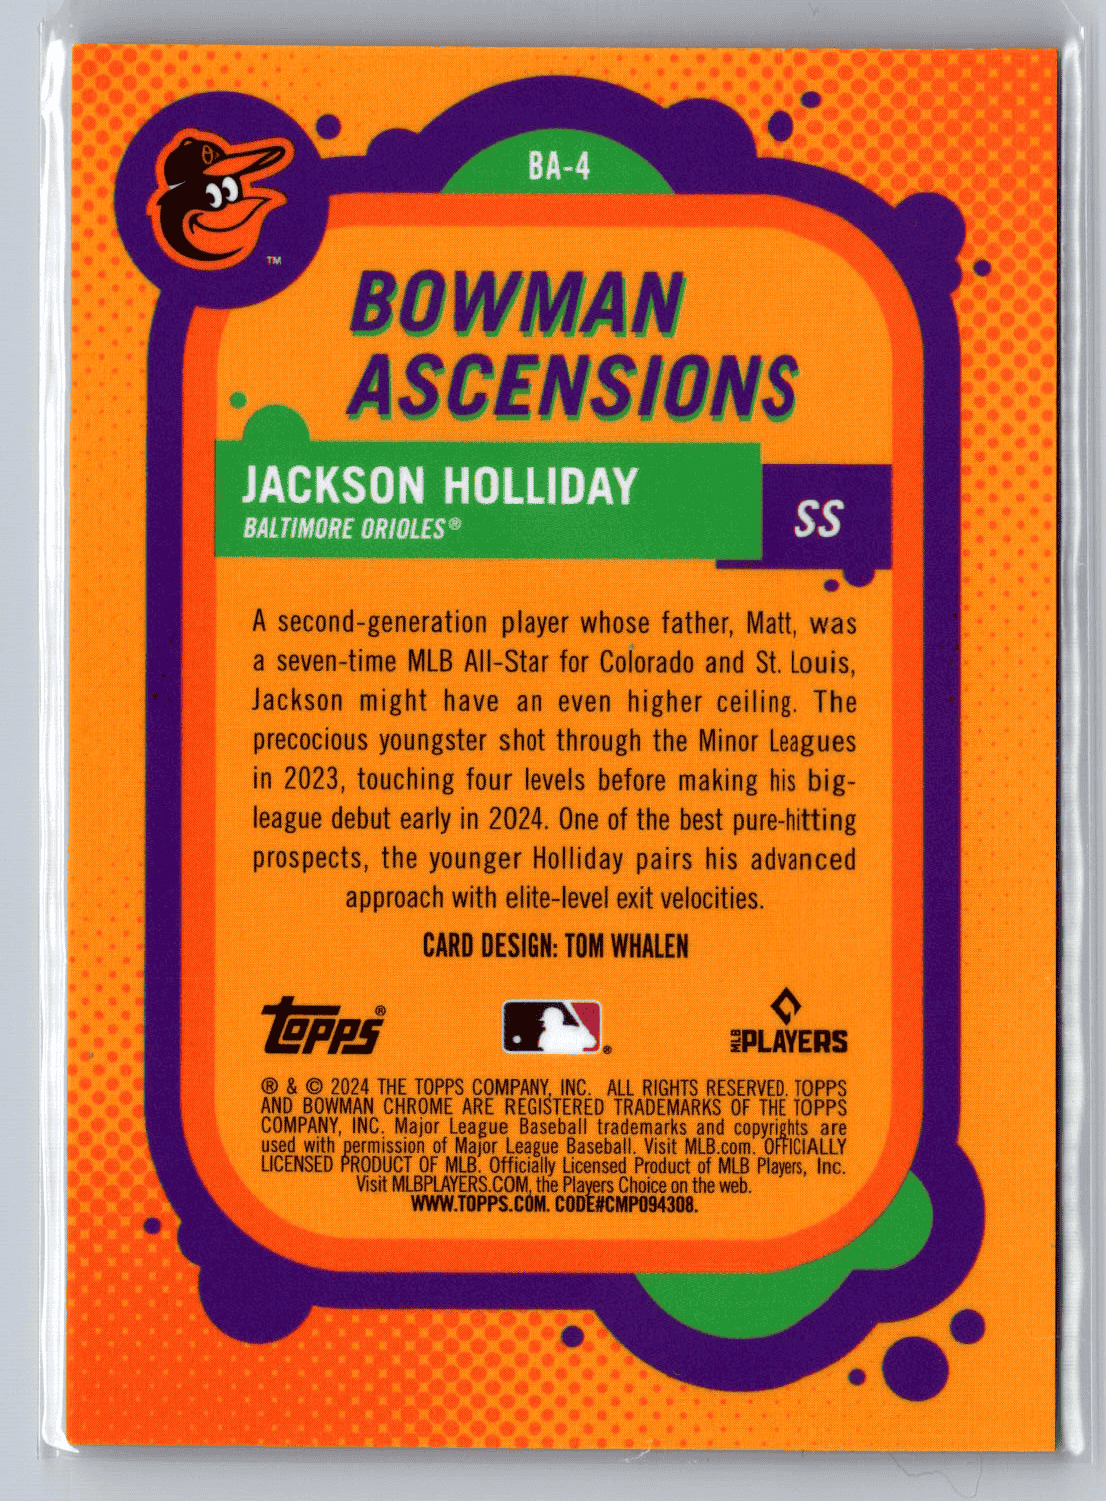 BA-4
TM
BOWMAN
ASCENSIONS
JACKSON HOLLIDAY
BALTIMORE ORIOLES®
SS
A second-generation player whose father, Matt, was
a seven-time MLB All-Star for Colorado and St. Louis,
Jackson might have an even higher ceiling. The
precocious youngster shot through the Minor Leagues
in 2023, touching four levels before making his big-
league debut early in 2024. One of the best pure-hitting
prospects, the younger Holliday pairs his advanced
approach with elite-level exit velocities.
CARD DESIGN: TOM WHALEN
Topps®
®
MLB PLAYERS
® & © 2024 THE TOPPS COMPANY, INC. ALL RIGHTS RESERVED. TOPPS
AND BOWMAN CHROME ARE REGISTERED TRADEMARKS OF THE TOPPS
COMPANY, INC. Major League Baseball trademarks and copyrights are
used with permission of Major League Baseball. Visit MLB.com. OFFICIALLY
LICENSED PRODUCT OF MLB. Officially Licensed Product of MLB Players, Inc.
Visit MLBPLAYERS.COM, the Players Choice on the web.
WWW.TOPPS.COM. CODE#CMP094308.